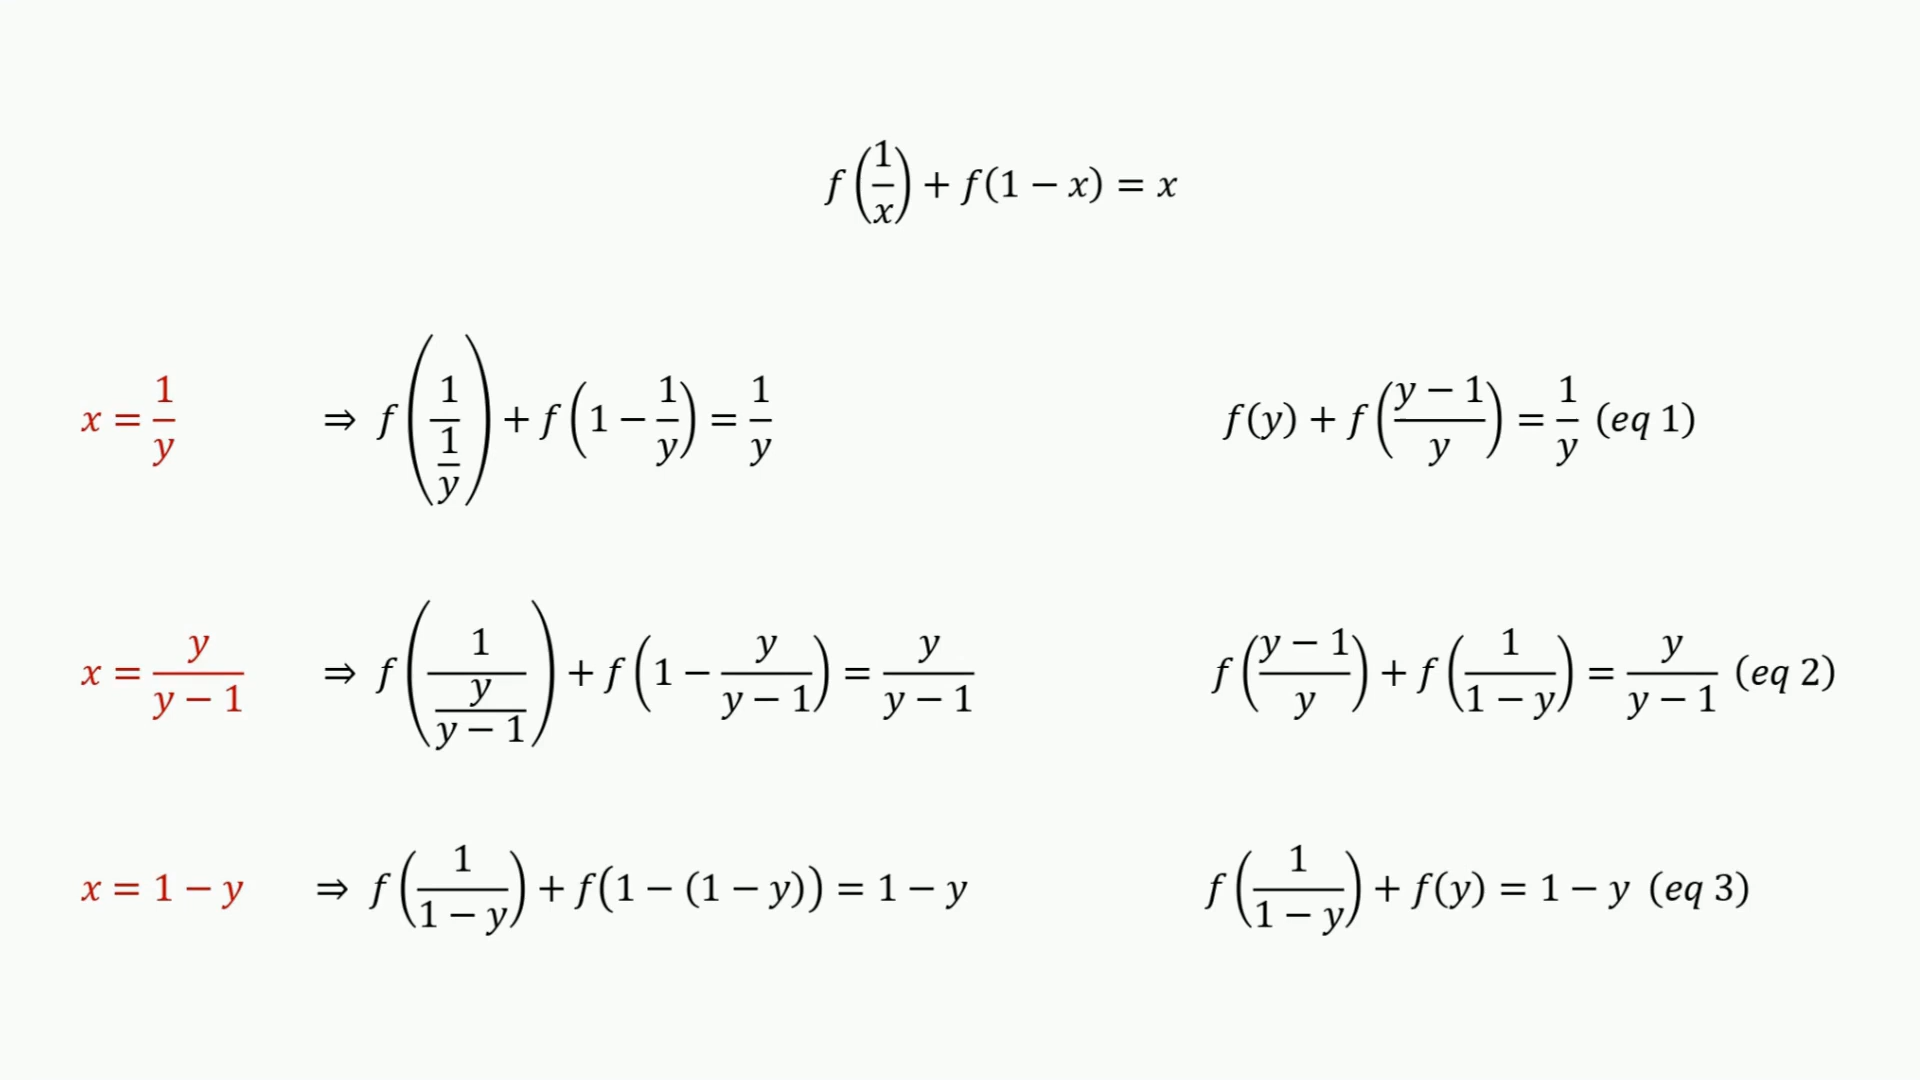 f(1/x) + f(1 − x) = x
x = 1/y ⇒ f(1/(1/y)) + f(1 − 1/y) = 1/y f(y) + f((y − 1)/y) = 1/y (eq 1)
x = y/(y − 1) ⇒ f(1/(y/(y − 1))) + f(1 − y/(y − 1)) = y/(y − 1) f((y − 1)/y) + f(1/(1 − y)) = y/(y − 1) (eq 2)
x = 1 − y ⇒ f(1/(1 − y)) + f(1 − (1 − y)) = 1 − y f(1/(1 − y)) + f(y) = 1 − y (eq 3)